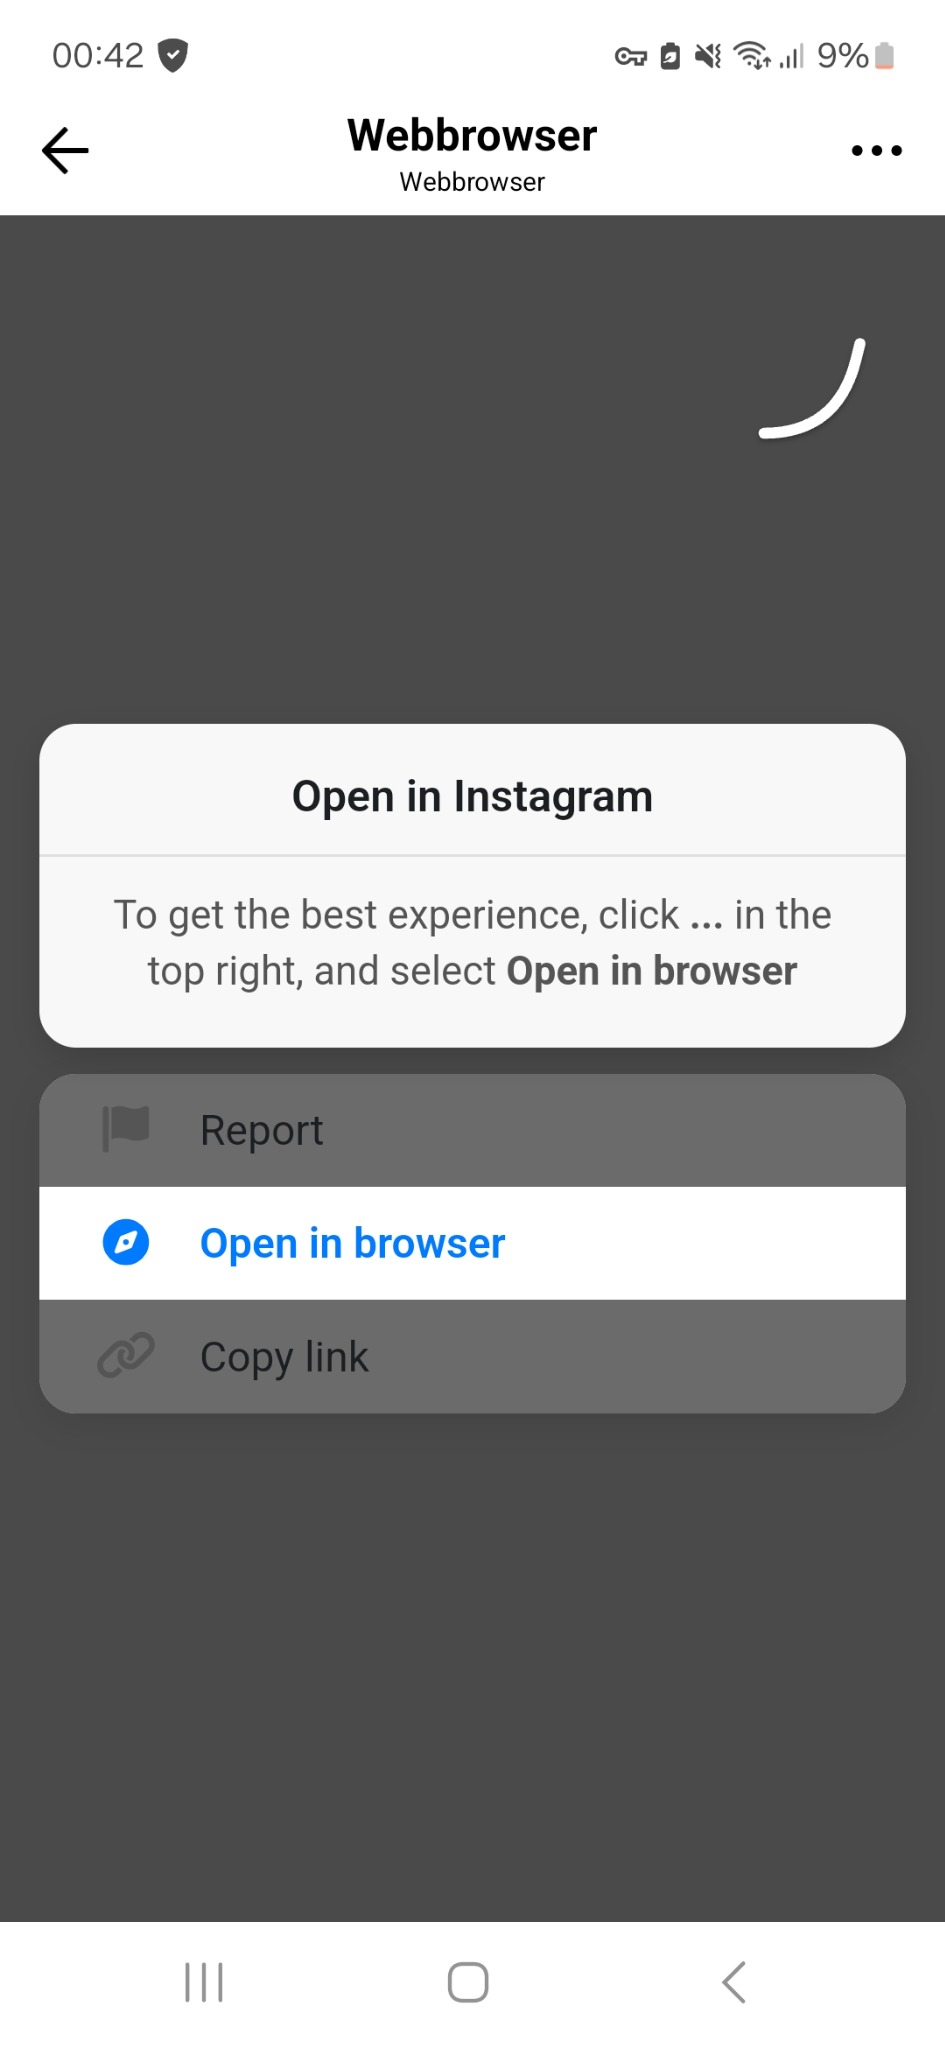 00:42 9%
Webbrowser
Webbrowser
Open in Instagram
To get the best experience, click ... in the
top right, and select Open in browser
Report
Open in browser
Copy link